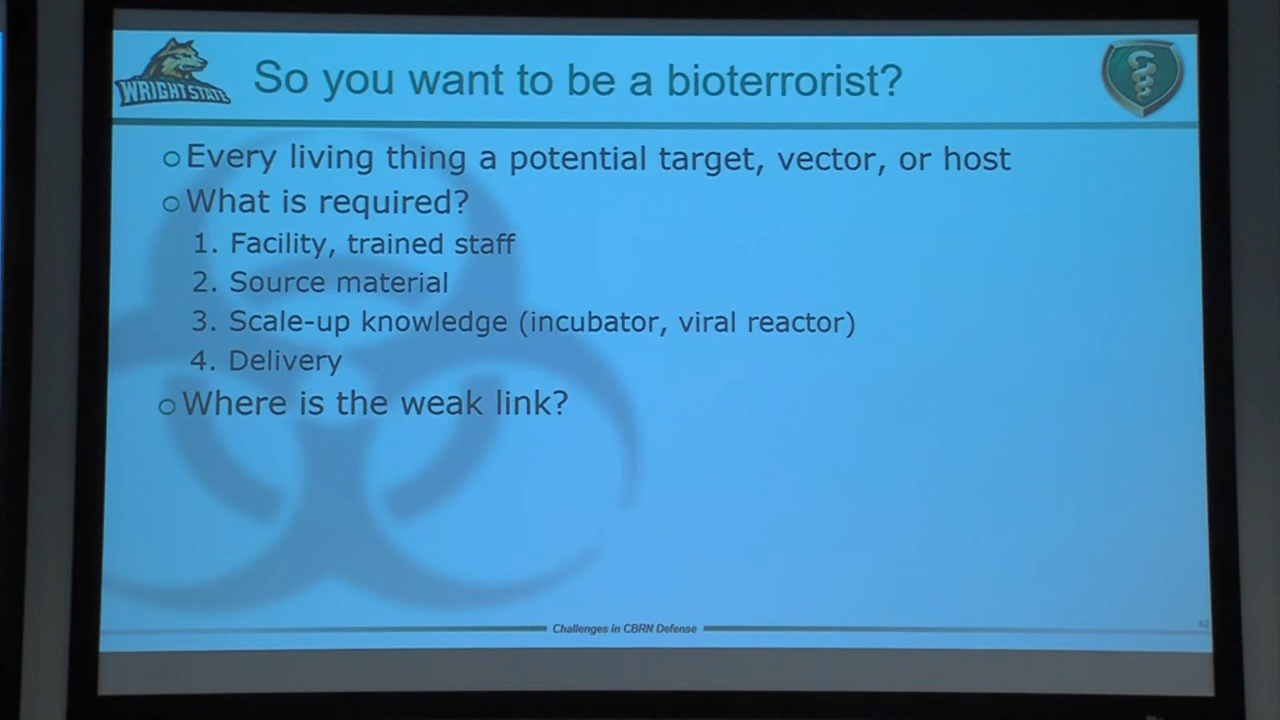 WRIGHT STATE
So you want to be a bioterrorist?
Every living thing a potential target, vector, or host
What is required?
1. Facility, trained staff
2. Source material
3. Scale-up knowledge (incubator, viral reactor)
4. Delivery
Where is the weak link?
Challenges in CBRN Defense
62